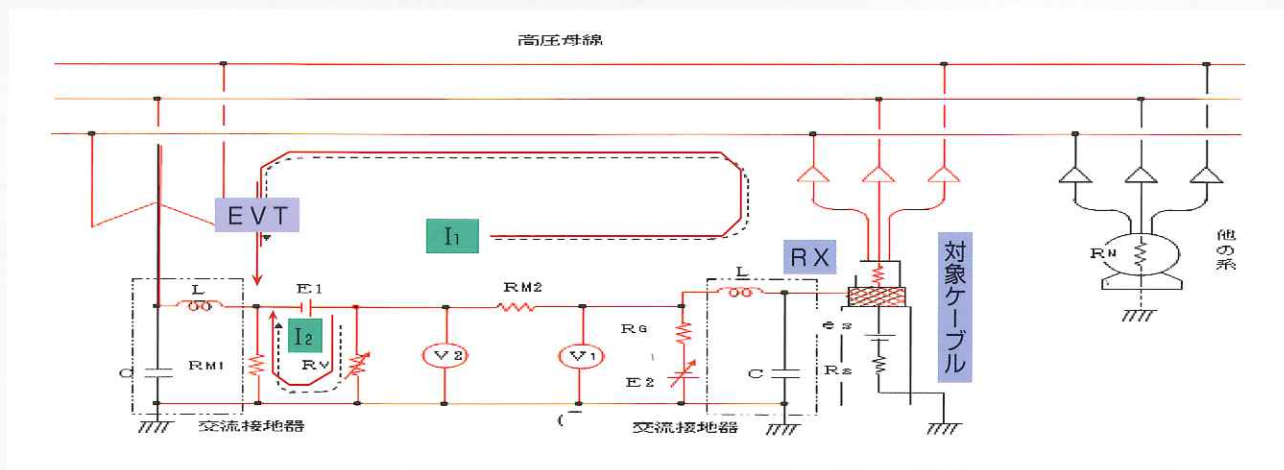 高圧母線
EVT
I₁
RX
対象ケーブル
RN
他の系
L
E1
RM2
L
I₂
RM1
RV
V2
V1
RG
es
C
E2
C
Rs
交流接地器
交流接地器